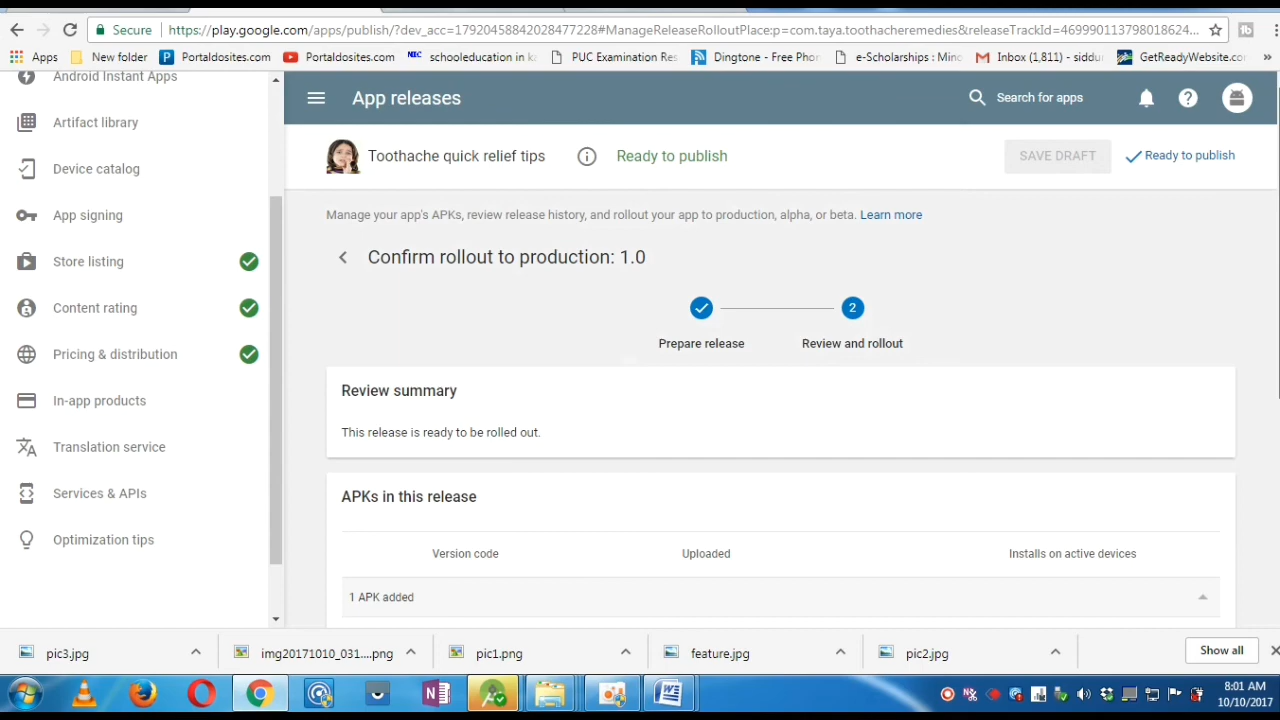 Secure https://play.google.com/apps/publish/?dev_acc=17920458842028477228#ManageReleaseRolloutPlace:p=com.taya.toothacheremedies&releaseTrackId=469990113798018624...
Apps New folder Portaldosites.com Portaldosites.com schooleducation in ka PUC Examination Res Dingtone - Free Phon e-Scholarships : Mino Inbox (1,811) - siddu GetReadyWebsite.co
Android Instant Apps
App releases
Search for apps
Artifact library
Toothache quick relief tips
Ready to publish
SAVE DRAFT
Ready to publish
Device catalog
App signing
Manage your app's APKs, review release history, and rollout your app to production, alpha, or beta. Learn more
Store listing
Confirm rollout to production: 1.0
Content rating
2
Prepare release
Review and rollout
Pricing & distribution
Review summary
In-app products
This release is ready to be rolled out.
Translation service
Services & APIs
APKs in this release
Optimization tips
Version code Uploaded Installs on active devices
1 APK added
pic3.jpg img20171010_031....png pic1.png feature.jpg pic2.jpg Show all
8:01 AM
10/10/2017